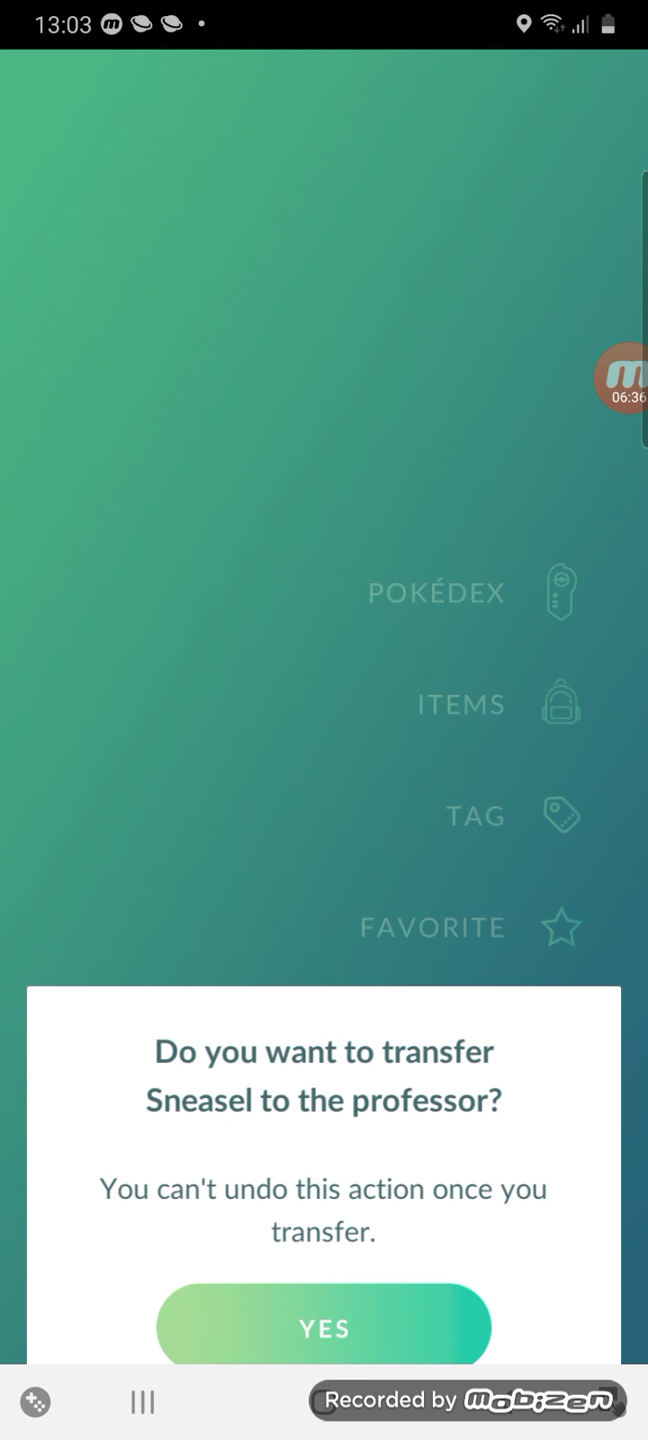 13:03
m
06:36
POKÉDEX
ITEMS
TAG
FAVORITE
Do you want to transfer
Sneasel to the professor?
You can't undo this action once you
transfer.
YES
Recorded by mobizen